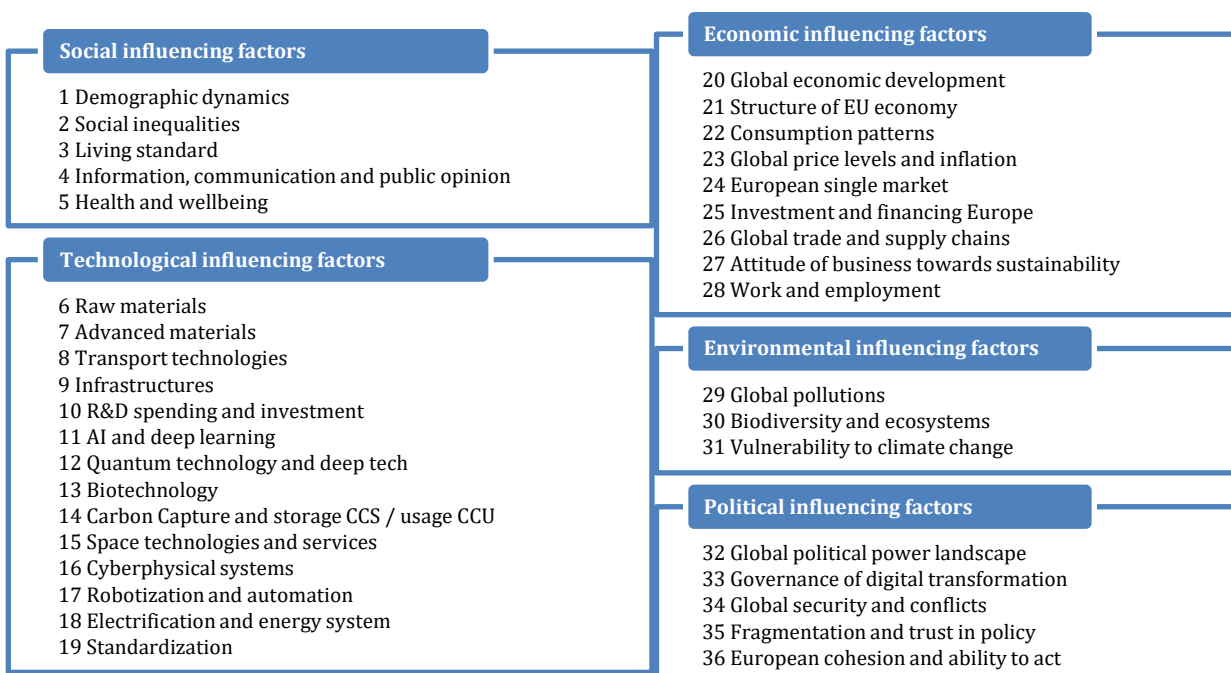 Social influencing factors
1 Demographic dynamics
2 Social inequalities
3 Living standard
4 Information, communication and public opinion
5 Health and wellbeing
Technological influencing factors
6 Raw materials
7 Advanced materials
8 Transport technologies
9 Infrastructures
10 R&D spending and investment
11 AI and deep learning
12 Quantum technology and deep tech
13 Biotechnology
14 Carbon Capture and storage CCS / usage CCU
15 Space technologies and services
16 Cyberphysical systems
17 Robotization and automation
18 Electrification and energy system
19 Standardization
Economic influencing factors
20 Global economic development
21 Structure of EU economy
22 Consumption patterns
23 Global price levels and inflation
24 European single market
25 Investment and financing Europe
26 Global trade and supply chains
27 Attitude of business towards sustainability
28 Work and employment
Environmental influencing factors
29 Global pollutions
30 Biodiversity and ecosystems
31 Vulnerability to climate change
Political influencing factors
32 Global political power landscape
33 Governance of digital transformation
34 Global security and conflicts
35 Fragmentation and trust in policy
36 European cohesion and ability to act